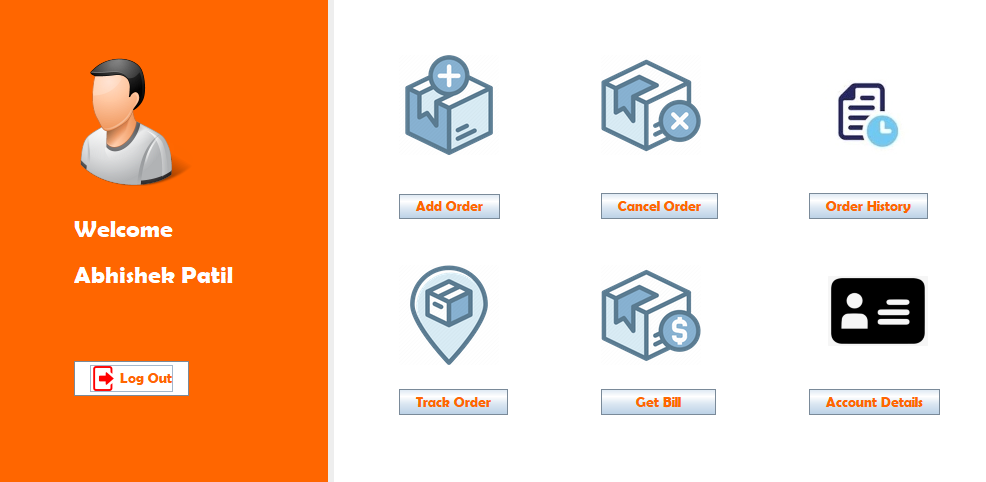 Welcome
Abhishek Patil
Log Out
Add Order
Cancel Order
Order History
Track Order
Get Bill
Account Details